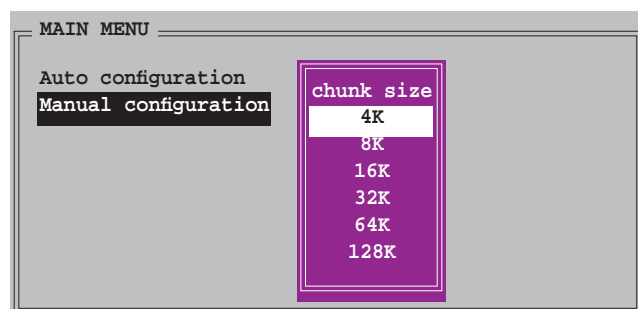 MAIN MENU
Auto configuration
Manual configuration
chunk size
4K
8K
16K
32K
64K
128K